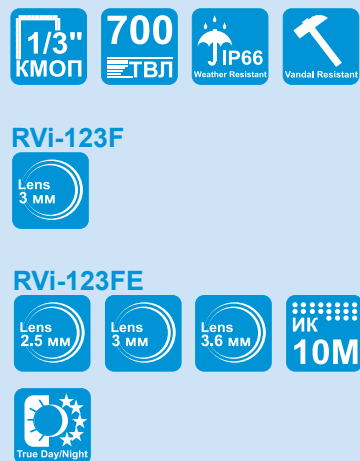 1/3"
КМОП
700
ТВЛ
IP66
Weather Resistant
Vandal Resistant
RVi-123F
Lens
3 мм
RVi-123FE
Lens
2.5 мм
Lens
3 мм
Lens
3.6 мм
ИК
10М
True Day/Night